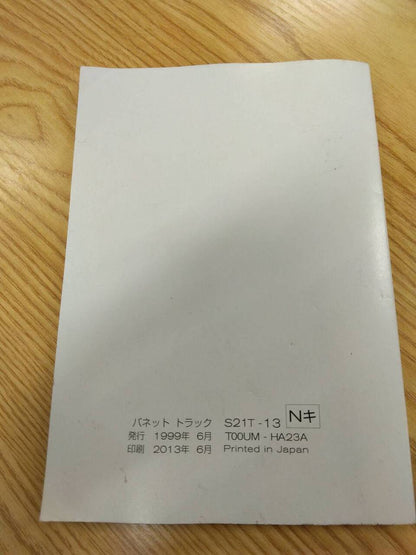 バネット トラック S21T - 13 Nキ
発行 1999年 6月 T00UM - HA23A
印刷 2013年 6月 Printed in Japan